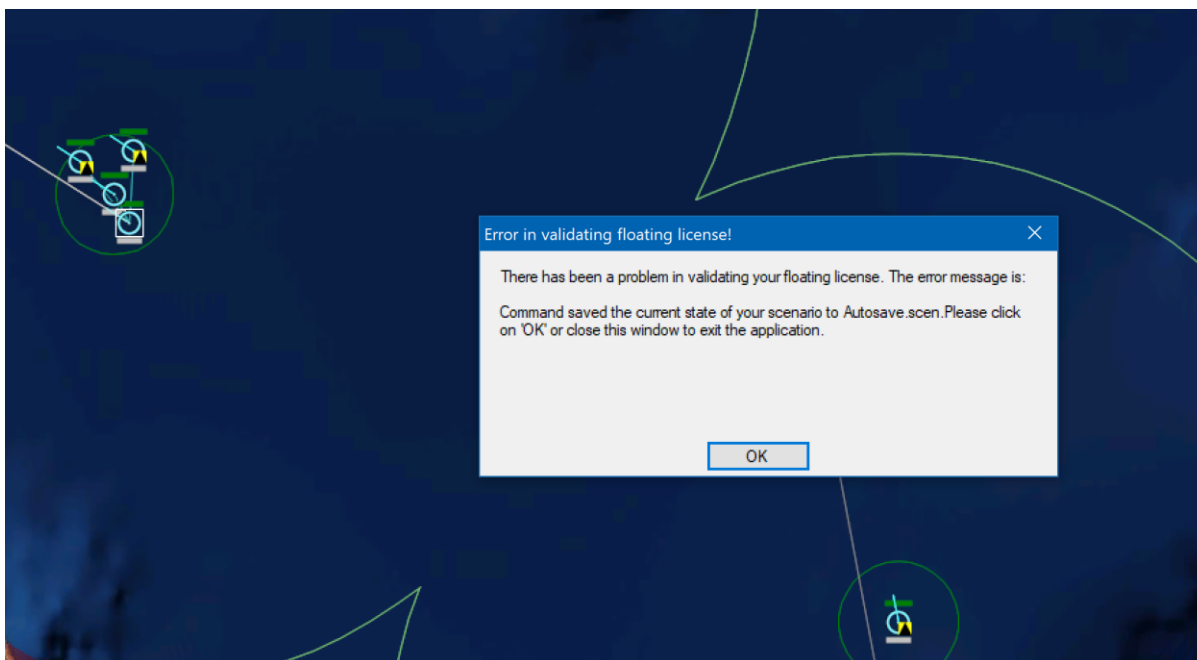 Error in validating floating license!
There has been a problem in validating your floating license. The error message is:
Command saved the current state of your scenario to Autosave.scen.Please click
on 'OK' or close this window to exit the application.
OK